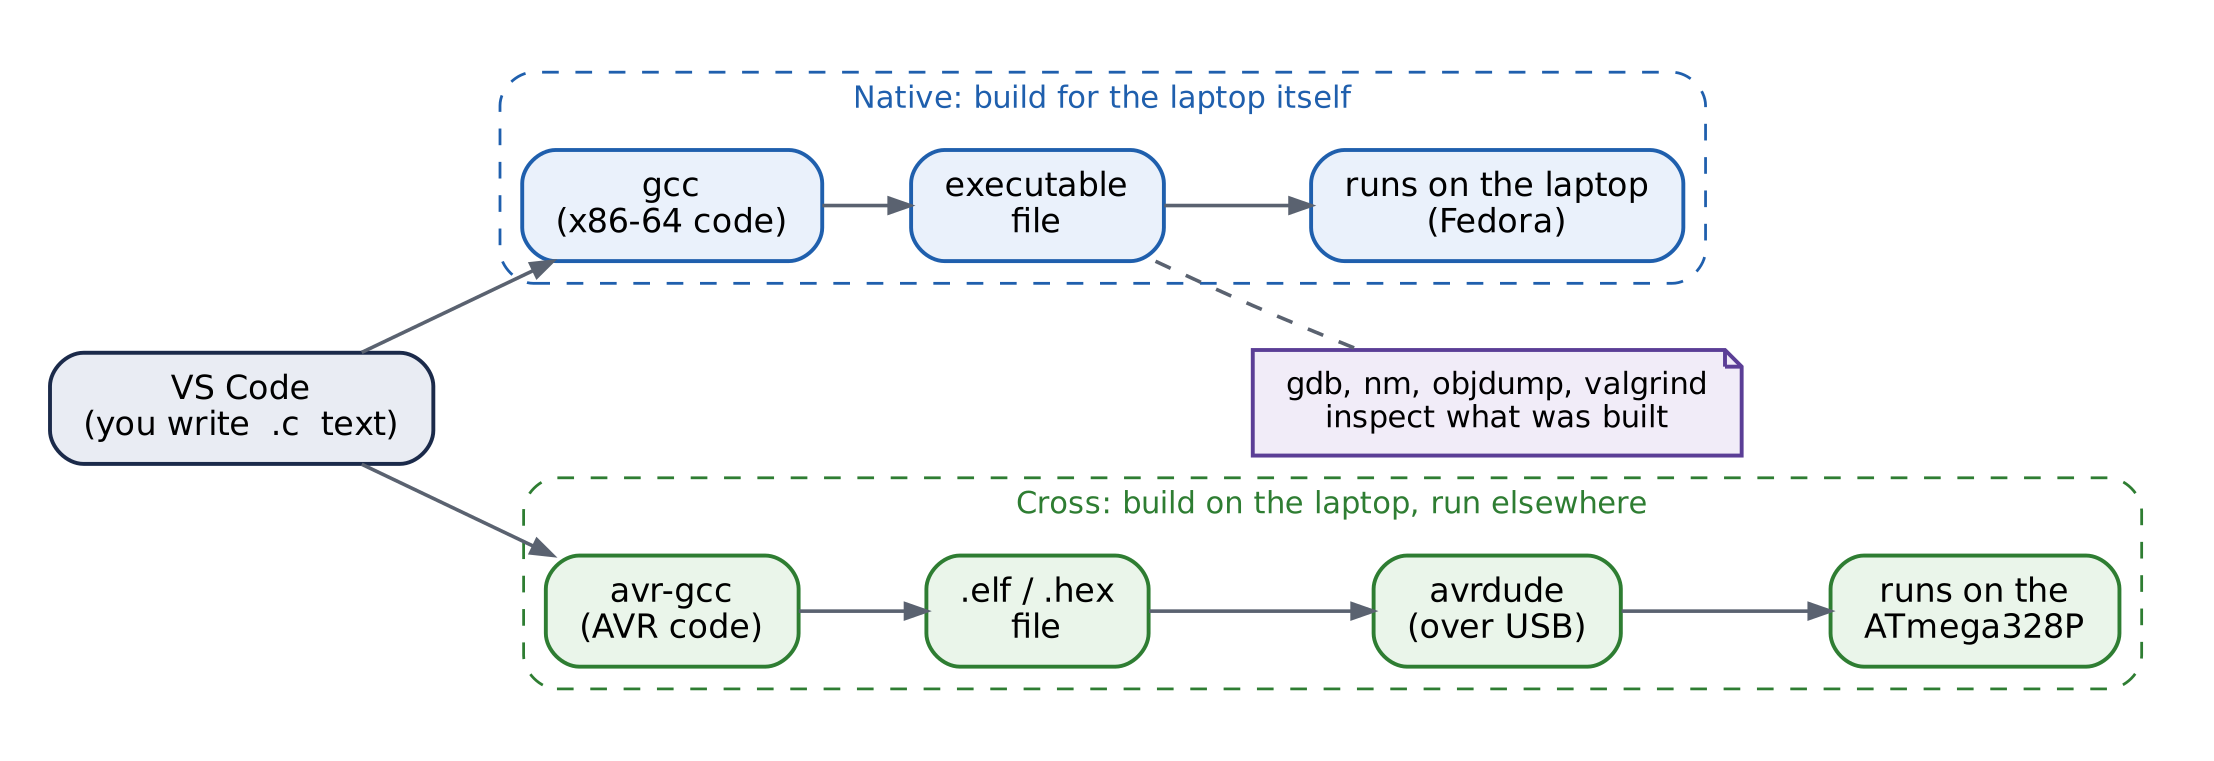 Native: build for the laptop itself
gcc
(x86-64 code)
executable
file
runs on the laptop
(Fedora)
VS Code
(you write  .c  text)
gdb, nm, objdump, valgrind
inspect what was built
Cross: build on the laptop, run elsewhere
avr-gcc
(AVR code)
.elf / .hex
file
avrdude
(over USB)
runs on the
ATmega328P